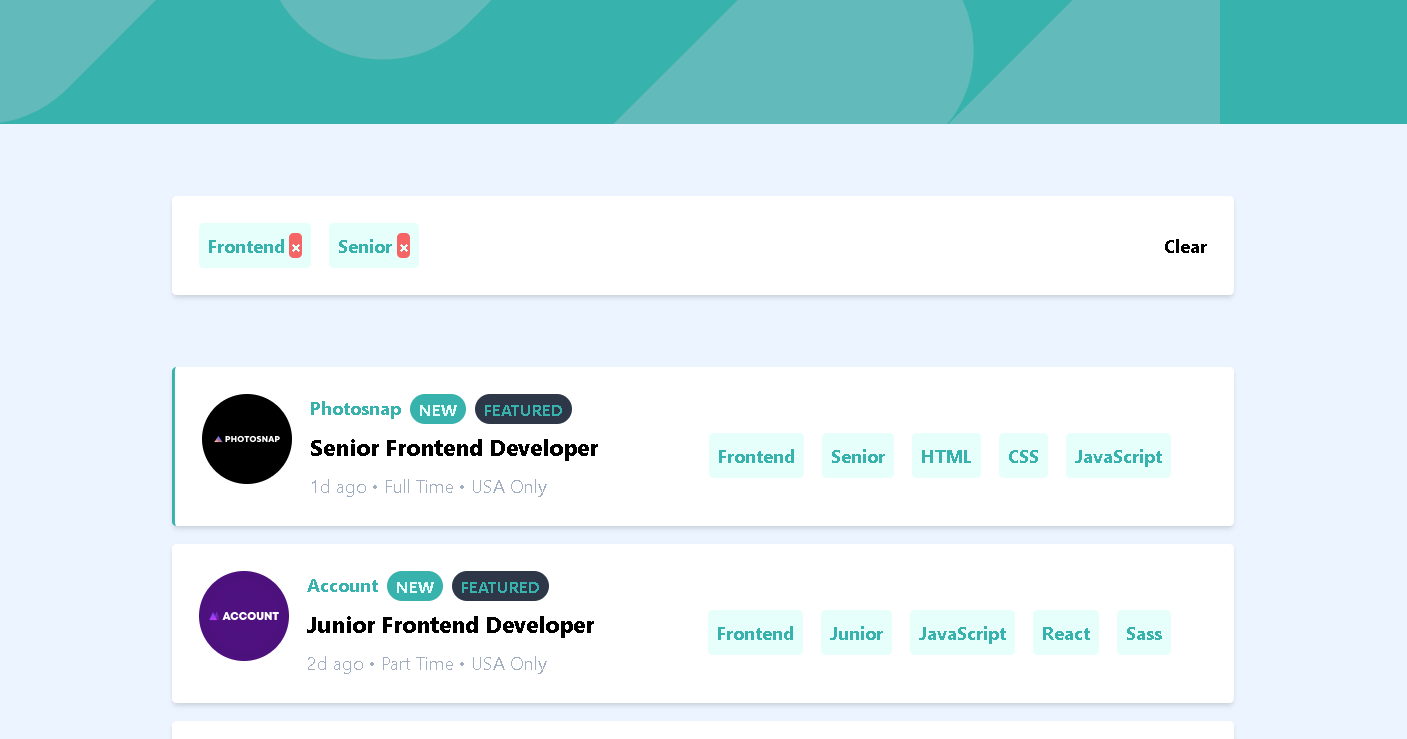 Frontend × Senior × Clear
PHOTOSNAP
Photosnap NEW FEATURED
Senior Frontend Developer
1d ago • Full Time • USA Only
Frontend Senior HTML CSS JavaScript
ACCOUNT
Account NEW FEATURED
Junior Frontend Developer
2d ago • Part Time • USA Only
Frontend Junior JavaScript React Sass